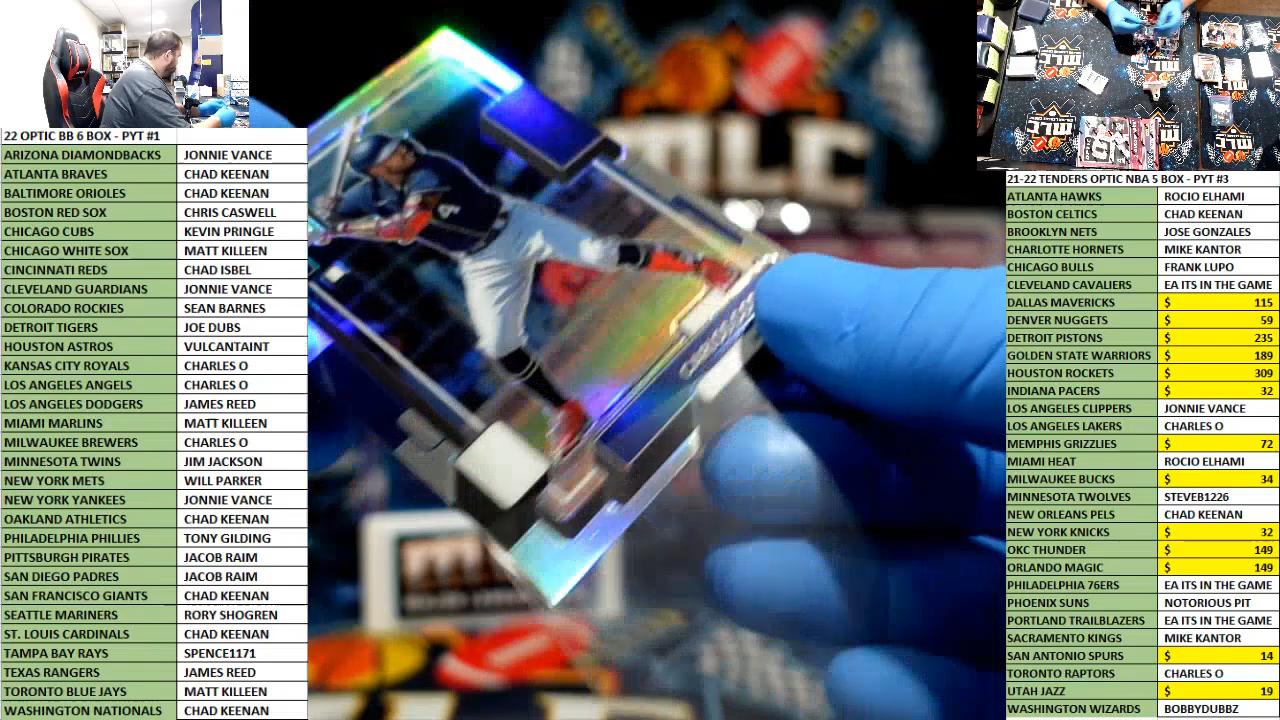 22 OPTIC BB 6 BOX - PYT #1
ARIZONA DIAMONDBACKS JONNIE VANCE
ATLANTA BRAVES CHAD KEENAN
BALTIMORE ORIOLES CHAD KEENAN
BOSTON RED SOX CHRIS CASWELL
CHICAGO CUBS KEVIN PRINGLE
CHICAGO WHITE SOX MATT KILLEEN
CINCINNATI REDS CHAD ISBEL
CLEVELAND GUARDIANS JONNIE VANCE
COLORADO ROCKIES SEAN BARNES
DETROIT TIGERS JOE DUBS
HOUSTON ASTROS VULCANTAINT
KANSAS CITY ROYALS CHARLES O
LOS ANGELES ANGELS CHARLES O
LOS ANGELES DODGERS JAMES REED
MIAMI MARLINS MATT KILLEEN
MILWAUKEE BREWERS CHARLES O
MINNESOTA TWINS JIM JACKSON
NEW YORK METS WILL PARKER
NEW YORK YANKEES JONNIE VANCE
OAKLAND ATHLETICS CHAD KEENAN
PHILADELPHIA PHILLIES TONY GILDING
PITTSBURGH PIRATES JACOB RAIM
SAN DIEGO PADRES JACOB RAIM
SAN FRANCISCO GIANTS CHAD KEENAN
SEATTLE MARINERS RORY SHOGREN
ST. LOUIS CARDINALS CHAD KEENAN
TAMPA BAY RAYS SPENCE1171
TEXAS RANGERS JAMES REED
TORONTO BLUE JAYS MATT KILLEEN
WASHINGTON NATIONALS CHAD KEENAN
MLC
21-22 TENDERS OPTIC NBA 5 BOX - PYT #3
ATLANTA HAWKS ROCIO ELHAMI
BOSTON CELTICS CHAD KEENAN
BROOKLYN NETS JOSE GONZALES
CHARLOTTE HORNETS MIKE KANTOR
CHICAGO BULLS FRANK LUPO
CLEVELAND CAVALIERS EA ITS IN THE GAME
DALLAS MAVERICKS $ 115
DENVER NUGGETS $ 59
DETROIT PISTONS $ 235
GOLDEN STATE WARRIORS $ 189
HOUSTON ROCKETS $ 309
INDIANA PACERS $ 32
LOS ANGELES CLIPPERS JONNIE VANCE
LOS ANGELES LAKERS CHARLES O
MEMPHIS GRIZZLIES $ 72
MIAMI HEAT ROCIO ELHAMI
MILWAUKEE BUCKS $ 34
MINNESOTA TWOLVES STEVEB1226
NEW ORLEANS PELS CHAD KEENAN
NEW YORK KNICKS $ 32
OKC THUNDER $ 149
ORLANDO MAGIC $ 149
PHILADELPHIA 76ERS EA ITS IN THE GAME
PHOENIX SUNS NOTORIOUS PIT
PORTLAND TRAILBLAZERS EA ITS IN THE GAME
SACRAMENTO KINGS MIKE KANTOR
SAN ANTONIO SPURS $ 14
TORONTO RAPTORS CHARLES O
UTAH JAZZ $ 19
WASHINGTON WIZARDS BOBBYDUBBZ